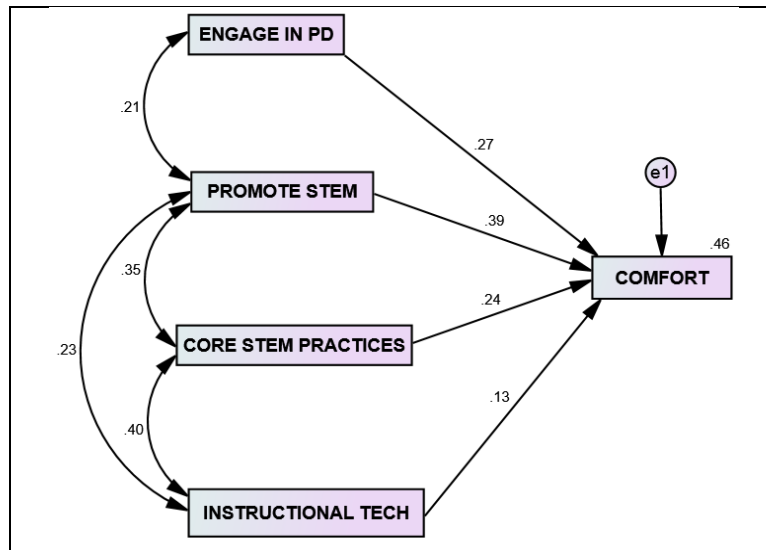 ENGAGE IN PD
.21
.27
e1
PROMOTE STEM
.39
.46
COMFORT
.35
.24
CORE STEM PRACTICES
.23
.13
.40
INSTRUCTIONAL TECH